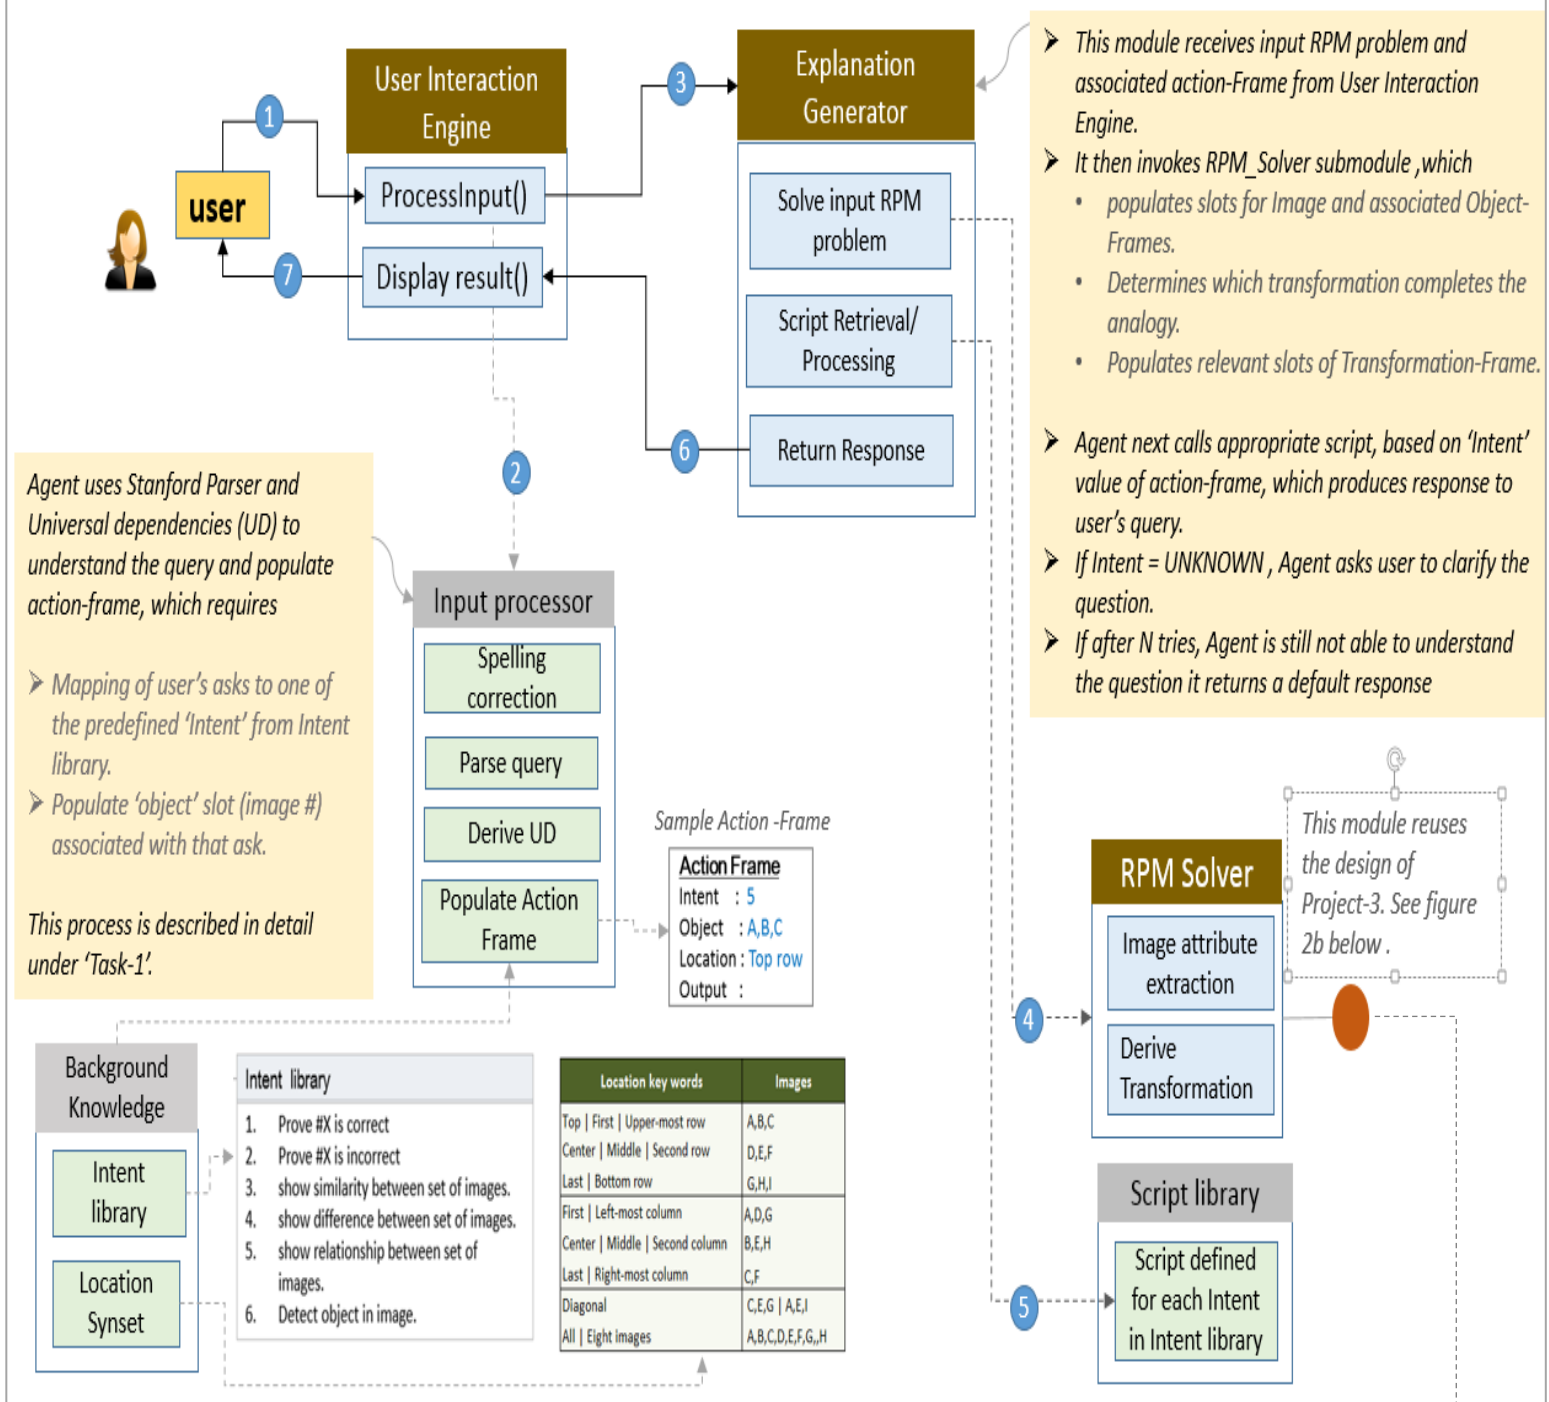 User Interaction
Engine
ProcessInput()
Display result()
user
1
7
3
6
2
Explanation
Generator
Solve input RPM
problem
Script Retrieval/
Processing
Return Response
➢ This module receives input RPM problem and
associated action-Frame from User Interaction
Engine.
➢ It then invokes RPM_Solver submodule ,which
• populates slots for Image and associated Object-
Frames.
• Determines which transformation completes the
analogy.
• Populates relevant slots of Transformation-Frame.
➢ Agent next calls appropriate script, based on ‘Intent’
value of action-frame, which produces response to
user’s query.
➢ If Intent = UNKNOWN , Agent asks user to clarify the
question.
➢ If after N tries, Agent is still not able to understand
the question it returns a default response
Agent uses Stanford Parser and
Universal dependencies (UD) to
understand the query and populate
action-frame, which requires
➢ Mapping of user’s asks to one of
the predefined ‘Intent’ from Intent
library.
➢ Populate ‘object’ slot (image #)
associated with that ask.
This process is described in detail
under ‘Task-1’.
Input processor
Spelling
correction
Parse query
Derive UD
Populate Action
Frame
Sample Action -Frame
Action Frame
Intent : 5
Object : A,B,C
Location : Top row
Output :
RPM Solver
Image attribute
extraction
Derive
Transformation
4
This module reuses
the design of
Project-3. See figure
2b below .
Background
Knowledge
Intent
library
Location
Synset
Intent library
1. Prove #X is correct
2. Prove #X is incorrect
3. show similarity between set of images.
4. show difference between set of images.
5. show relationship between set of
images.
6. Detect object in image.
Location key words Images
Top | First | Upper-most row A,B,C
Center | Middle | Second row D,E,F
Last | Bottom row G,H,I
First | Left-most column A,D,G
Center | Middle | Second column B,E,H
Last | Right-most column C,F
Diagonal C,E,G | A,E,I
All | Eight images A,B,C,D,E,F,G,,H
5
Script library
Script defined
for each Intent
in Intent library